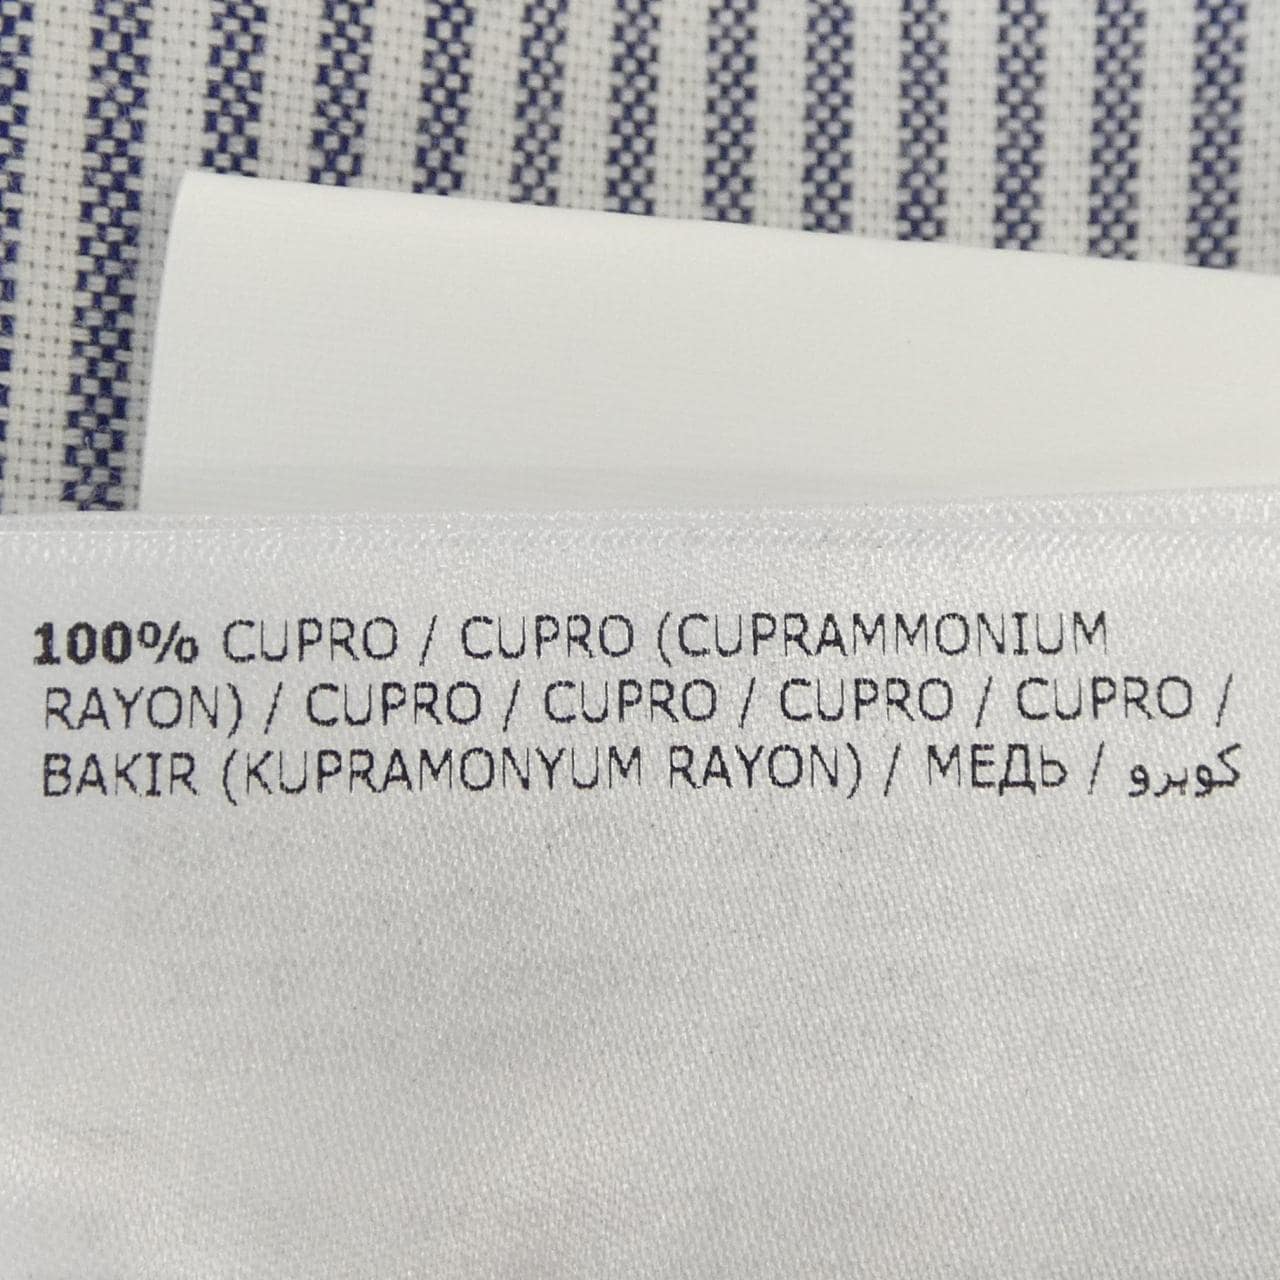 100% CUPRO / CUPRO (CUPRAMMONIUM
RAYON) / CUPRO / CUPRO / CUPRO / CUPRO /
BAKIR (KUPRAMONYUM RAYON) / МЕДЬ / كوبرو